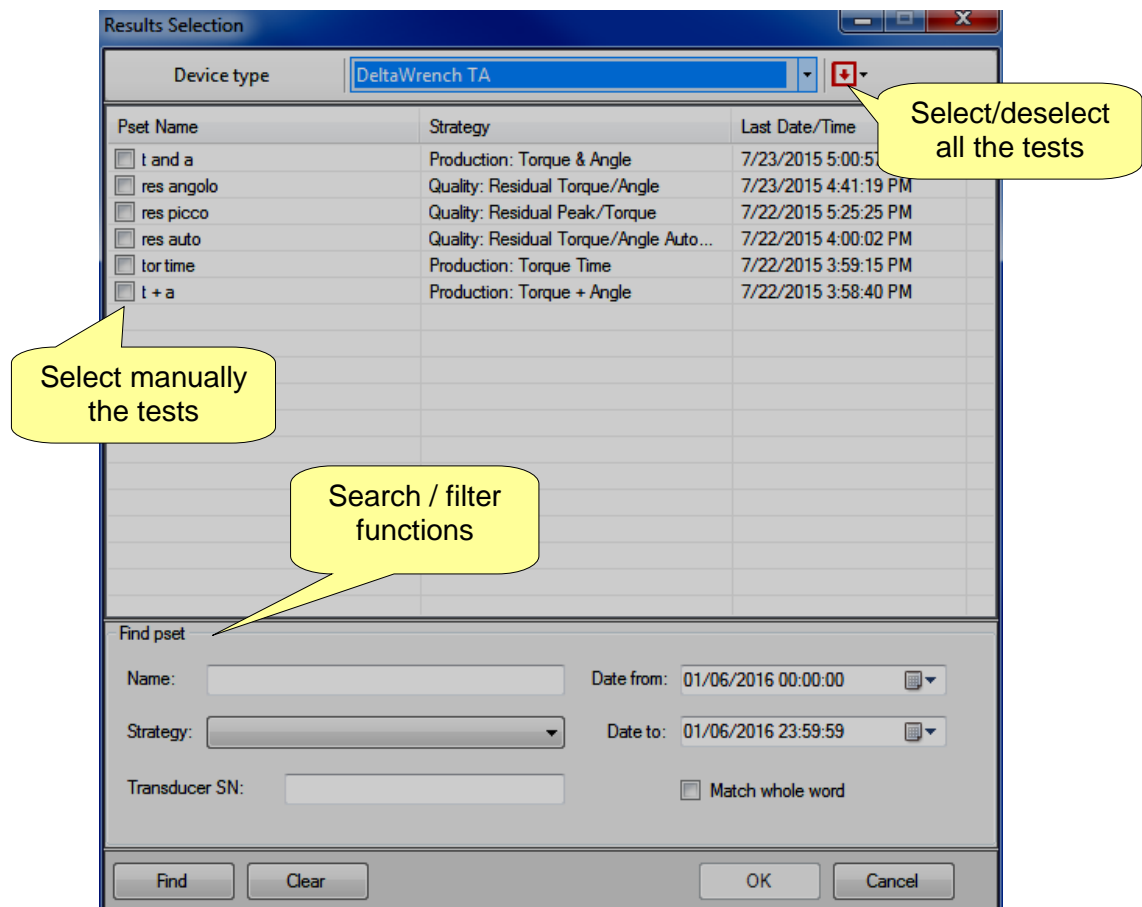 Results Selection
Device type
DeltaWrench TA
Select/deselect
all the tests
Pset Name Strategy Last Date/Time
t and a Production: Torque & Angle 7/23/2015 5:00:57
res angolo Quality: Residual Torque/Angle 7/23/2015 4:41:19 PM
res picco Quality: Residual Peak/Torque 7/22/2015 5:25:25 PM
res auto Quality: Residual Torque/Angle Auto... 7/22/2015 4:00:02 PM
tor time Production: Torque Time 7/22/2015 3:59:15 PM
t + a Production: Torque + Angle 7/22/2015 3:58:40 PM
Select manually
the tests
Search / filter
functions
Find pset
Name: Date from: 01/06/2016 00:00:00
Strategy: Date to: 01/06/2016 23:59:59
Transducer SN: Match whole word
Find Clear OK Cancel